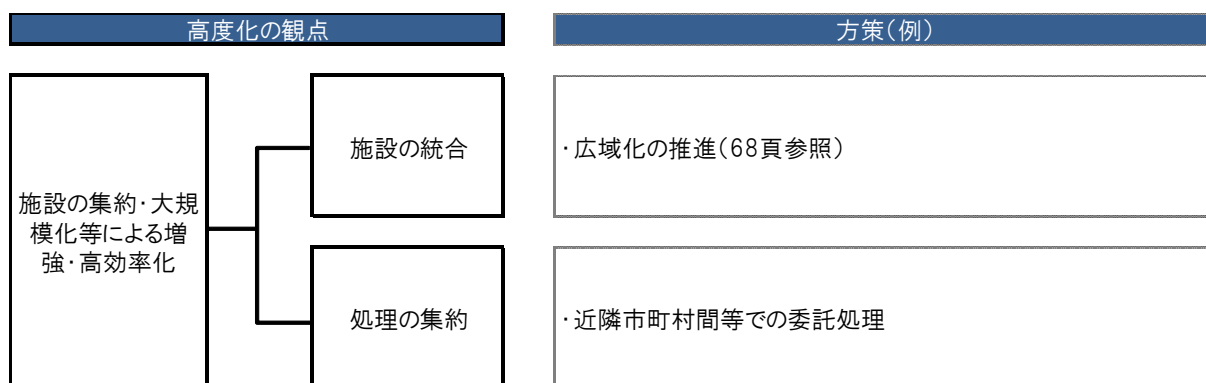 高度化の観点
方策(例)
施設の集約・大規
模化等による増
強・高効率化
施設の統合
・広域化の推進(68頁参照)
処理の集約
・近隣市町村間等での委託処理